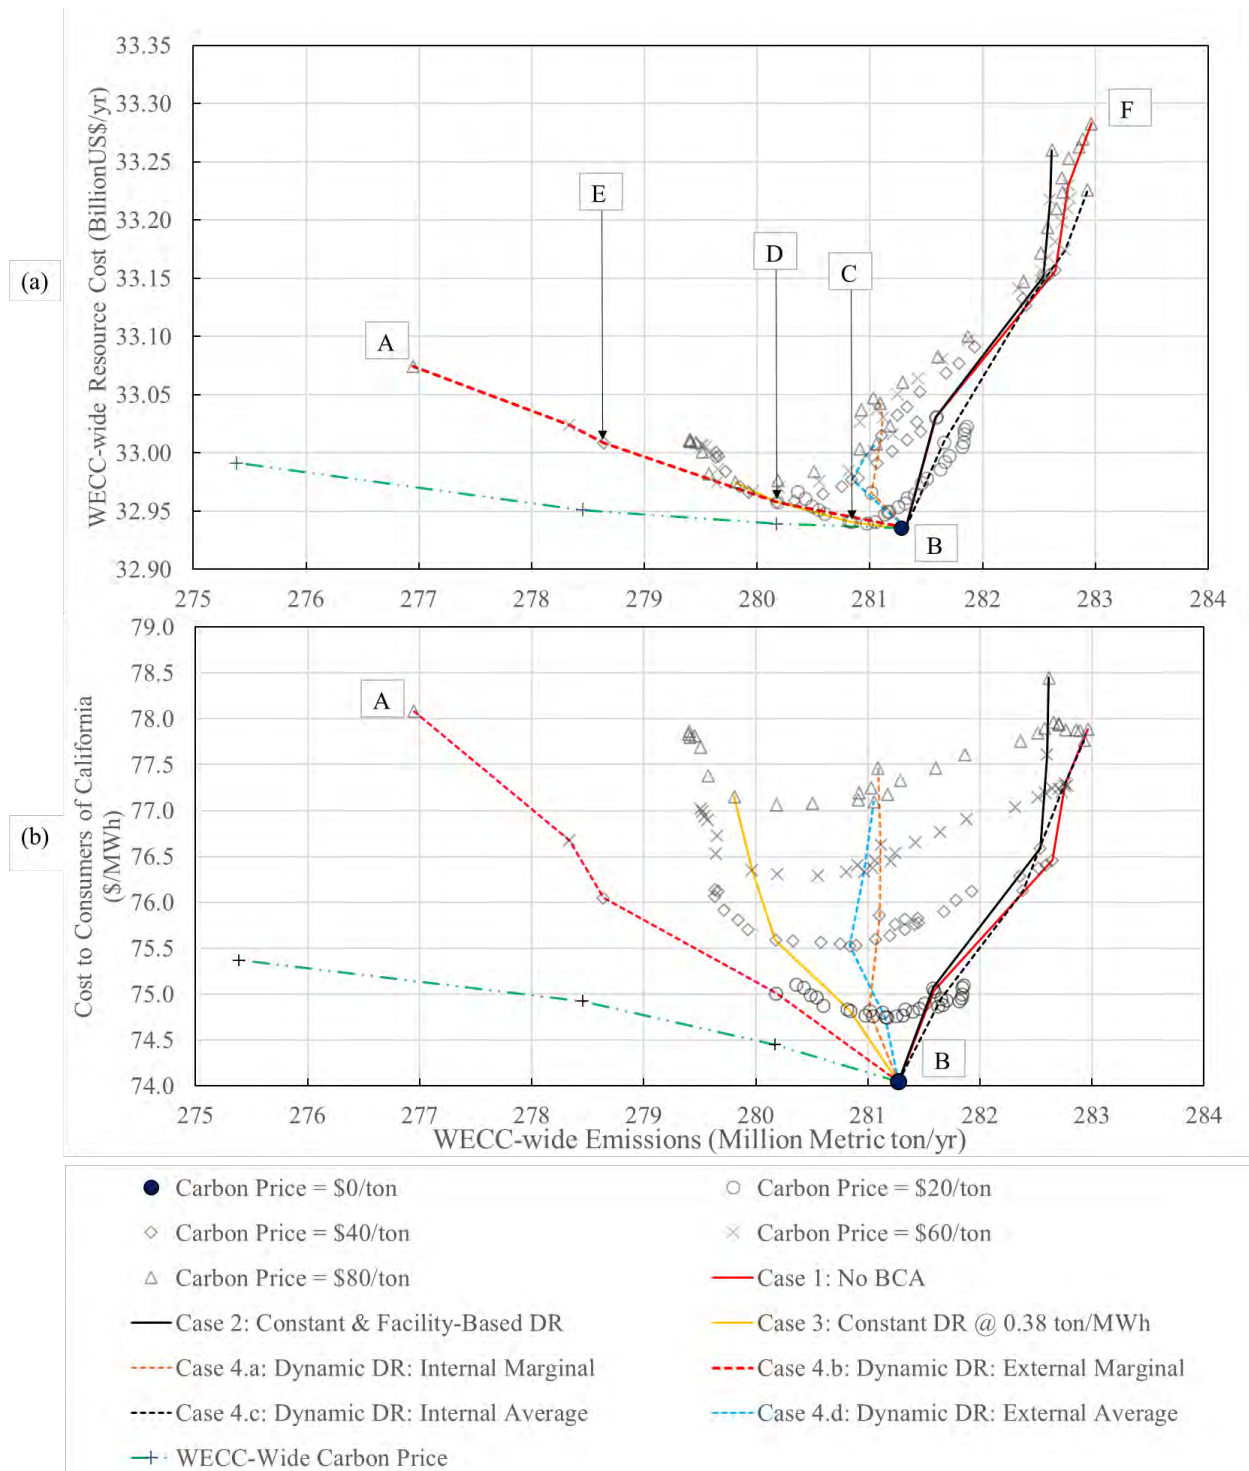 (a)
WECC-wide Resource Cost (BillionUS$/yr)
33.35
33.30
33.25
33.20
33.15
33.10
33.05
33.00
32.95
32.90
A
E
D
C
B
F
275 276 277 278 279 280 281 282 283 284
(b)
Cost to Consumers of California
($/MWh)
79.0
78.5
78.0
77.5
77.0
76.5
76.0
75.5
75.0
74.5
74.0
A
B
275 276 277 278 279 280 281 282 283 284
WECC-wide Emissions (Million Metric ton/yr)
Carbon Price = $0/ton
Carbon Price = $20/ton
Carbon Price = $40/ton
Carbon Price = $60/ton
Carbon Price = $80/ton
Case 1: No BCA
Case 2: Constant & Facility-Based DR
Case 3: Constant DR @ 0.38 ton/MWh
Case 4.a: Dynamic DR: Internal Marginal
Case 4.b: Dynamic DR: External Marginal
Case 4.c: Dynamic DR: Internal Average
Case 4.d: Dynamic DR: External Average
WECC-Wide Carbon Price